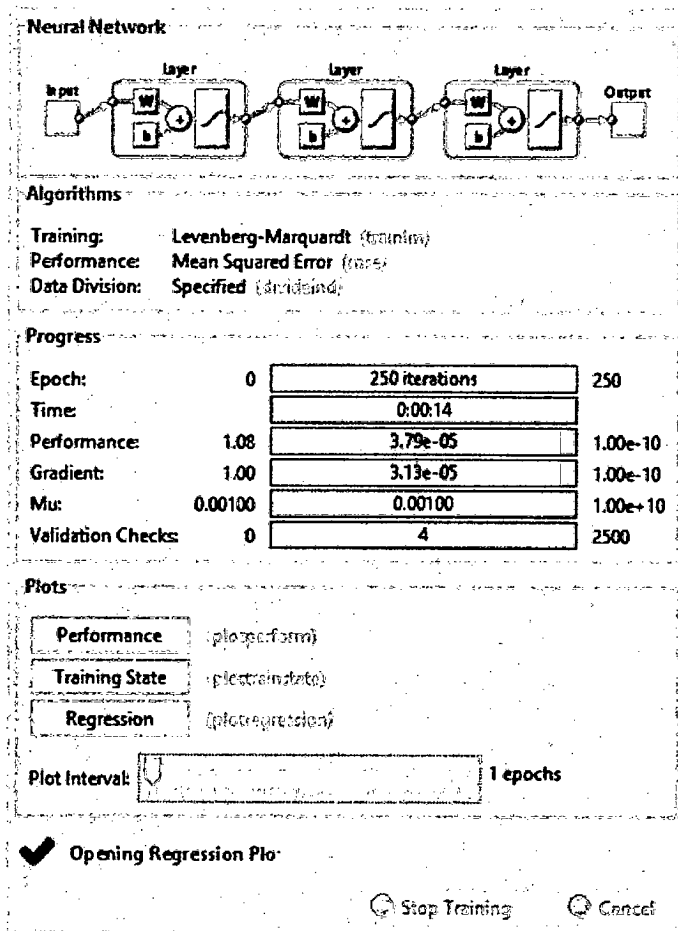 Neural Network
Layer Layer Layer
Input Output
W W W
+ + +
b b b
Algorithms
Training: Levenberg-Marquardt (trainlm)
Performance: Mean Squared Error (mse)
Data Division: Specified (divideind)
Progress
Epoch: 0 250 iterations 250
Time: 0:00:14
Performance: 1.08 3.79e-05 1.00e-10
Gradient: 1.00 3.13e-05 1.00e-10
Mu: 0.00100 0.00100 1.00e+10
Validation Checks: 0 4 2500
Plots
Performance (plotperform)
Training State (plottrainstate)
Regression (plotregression)
Plot Interval: 1 epochs
Opening Regression Plo
Stop Training Cancel